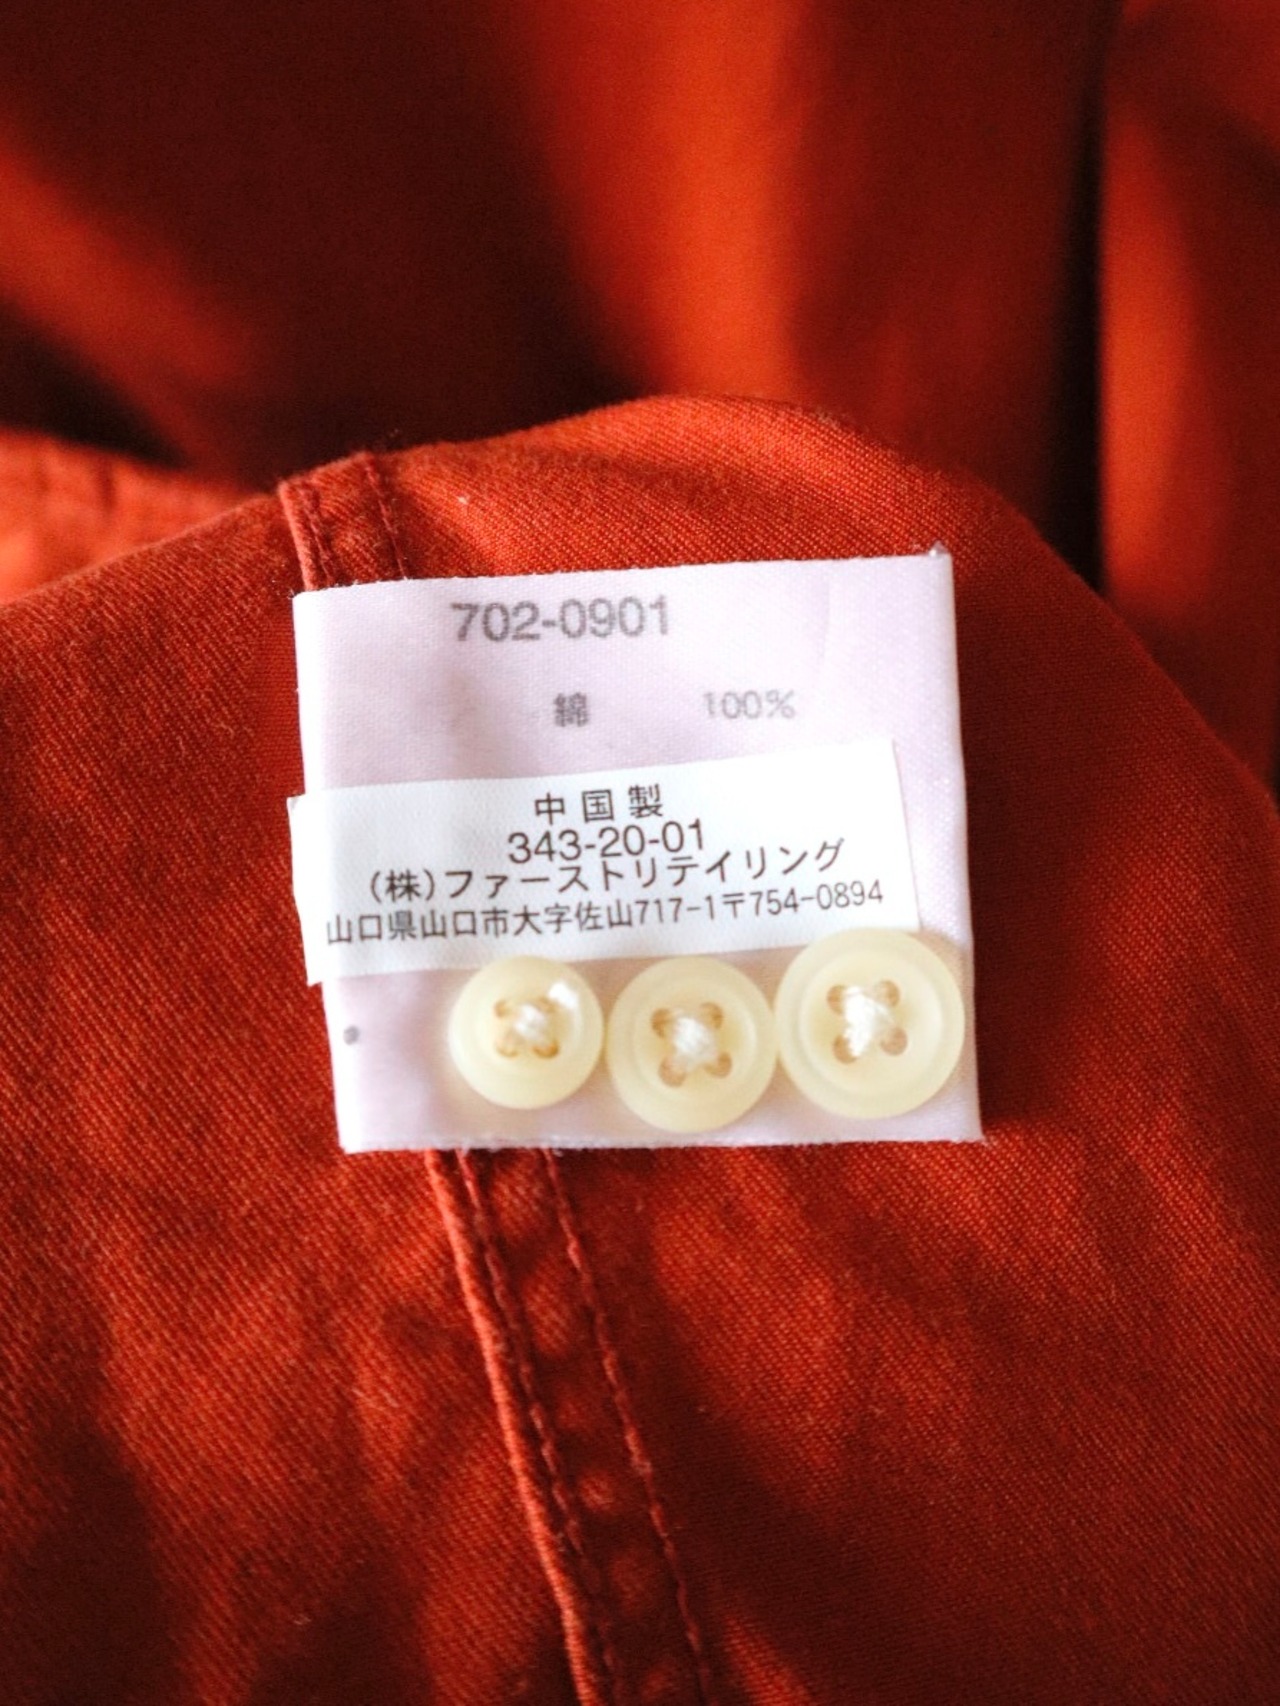 702-0901
綿 100%
中国製
343-20-01
(株)ファーストリテイリング
山口県山口市大字佐山717-1〒754-0894